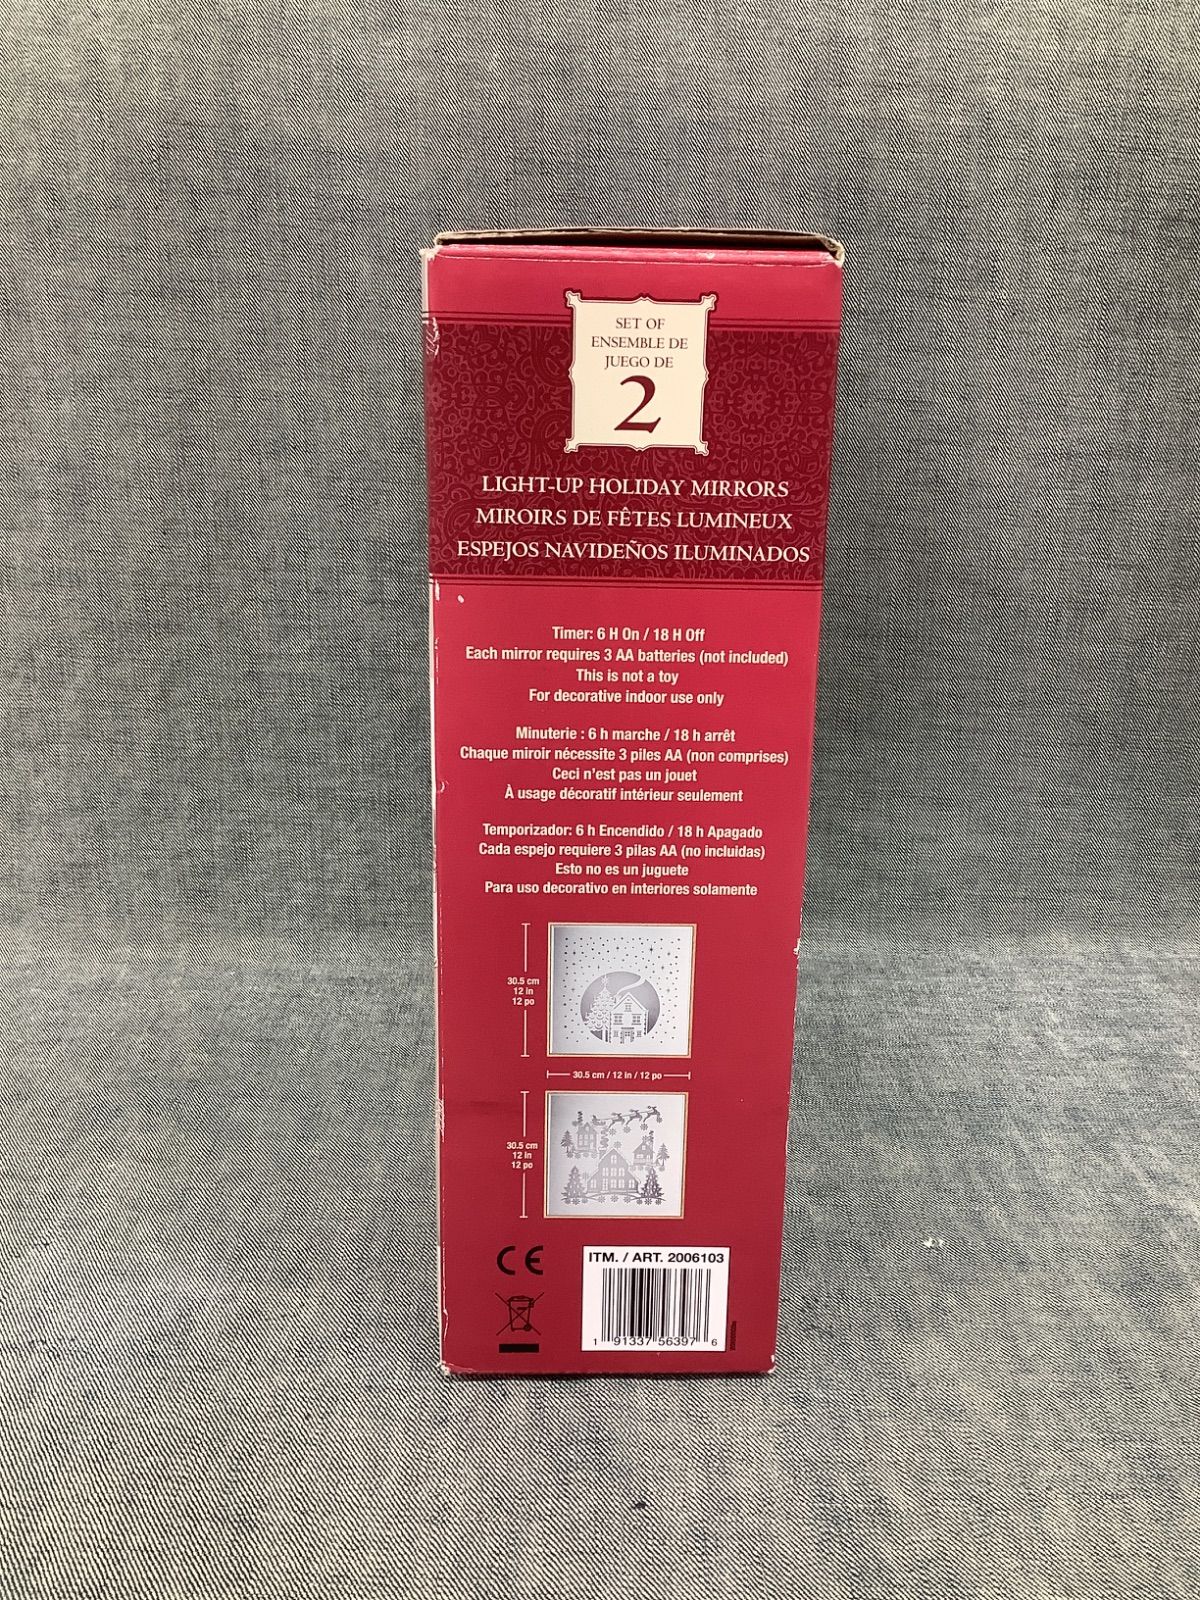 SET OF
ENSEMBLE DE
JUEGO DE
2
LIGHT-UP HOLIDAY MIRRORS
MIROIRS DE FÊTES LUMINEUX
ESPEJOS NAVIDEÑOS ILUMINADOS
Timer: 6 H On / 18 H Off
Each mirror requires 3 AA batteries (not included)
This is not a toy
For decorative indoor use only
Minuterie : 6 h marche / 18 h arrêt
Chaque miroir nécessite 3 piles AA (non comprises)
Ceci n'est pas un jouet
À usage décoratif intérieur seulement
Temporizador: 6 h Encendido / 18 h Apagado
Cada espejo requiere 3 pilas AA (no incluidas)
Esto no es un juguete
Para uso decorativo en interiores solamente
30.5 cm
12 in
12 po
30.5 cm / 12 in / 12 po
30.5 cm
12 in
12 po
CE
ITM. / ART. 2006103
1 91337 56397 6